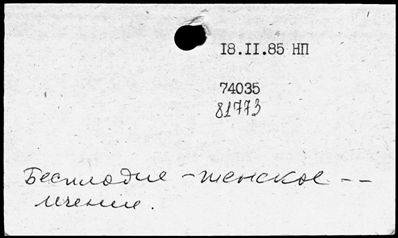 18.II.85 НП
74035
81773
Бесплодие - женское --
лечение.